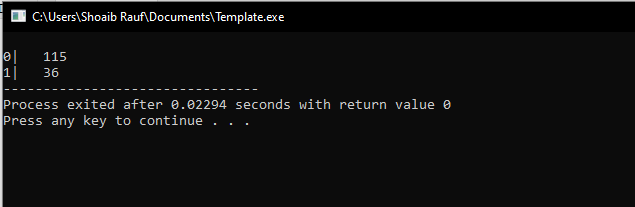 C:\Users\Shoaib Rauf\Documents\Template.exe
0|   115
1|   36
--------------------------------
Process exited after 0.02294 seconds with return value 0
Press any key to continue . . .